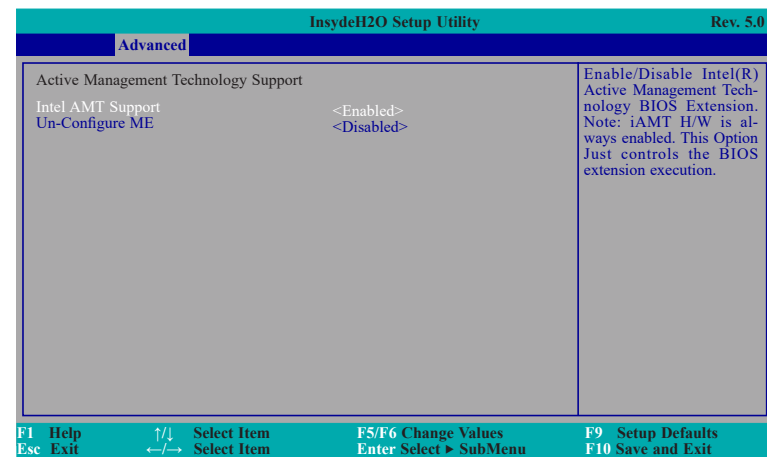 InsydeH2O Setup Utility Rev. 5.0
Advanced
Active Management Technology Support
Intel AMT Support <Enabled>
Un-Configure ME <Disabled>
Enable/Disable Intel(R)
Active Management Tech-
nology BIOS Extension.
Note: iAMT H/W is al-
ways enabled. This Option
Just controls the BIOS
extension execution.
F1 Help ↑/↓ Select Item F5/F6 Change Values F9 Setup Defaults
Esc Exit ←/→ Select Item Enter Select ▶ SubMenu F10 Save and Exit